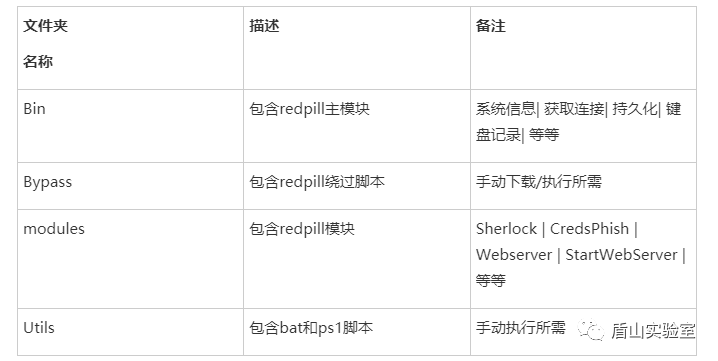 文件夹 描述 备注
名称
Bin 包含redpill主模块 系统信息| 获取连接| 持久化| 键
盘记录| 等等
Bypass 包含redpill绕过脚本 手动下载/执行所需
modules 包含redpill模块 Sherlock | CredsPhish |
Webserver | StartWebServer |
等等
Utils 包含bat和ps1脚本 手动执行所需
盾山实验室